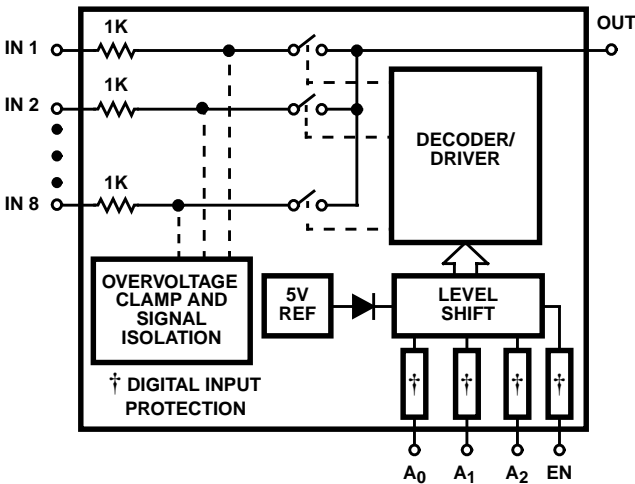 1K
OUT
IN 1
1K
IN 2
DECODER/
DRIVER
1K
IN 8
OVERVOLTAGE
CLAMP AND
SIGNAL
ISOLATION
5V
REF
LEVEL
SHIFT
† DIGITAL INPUT
PROTECTION
† † † †
A0 A1 A2 EN